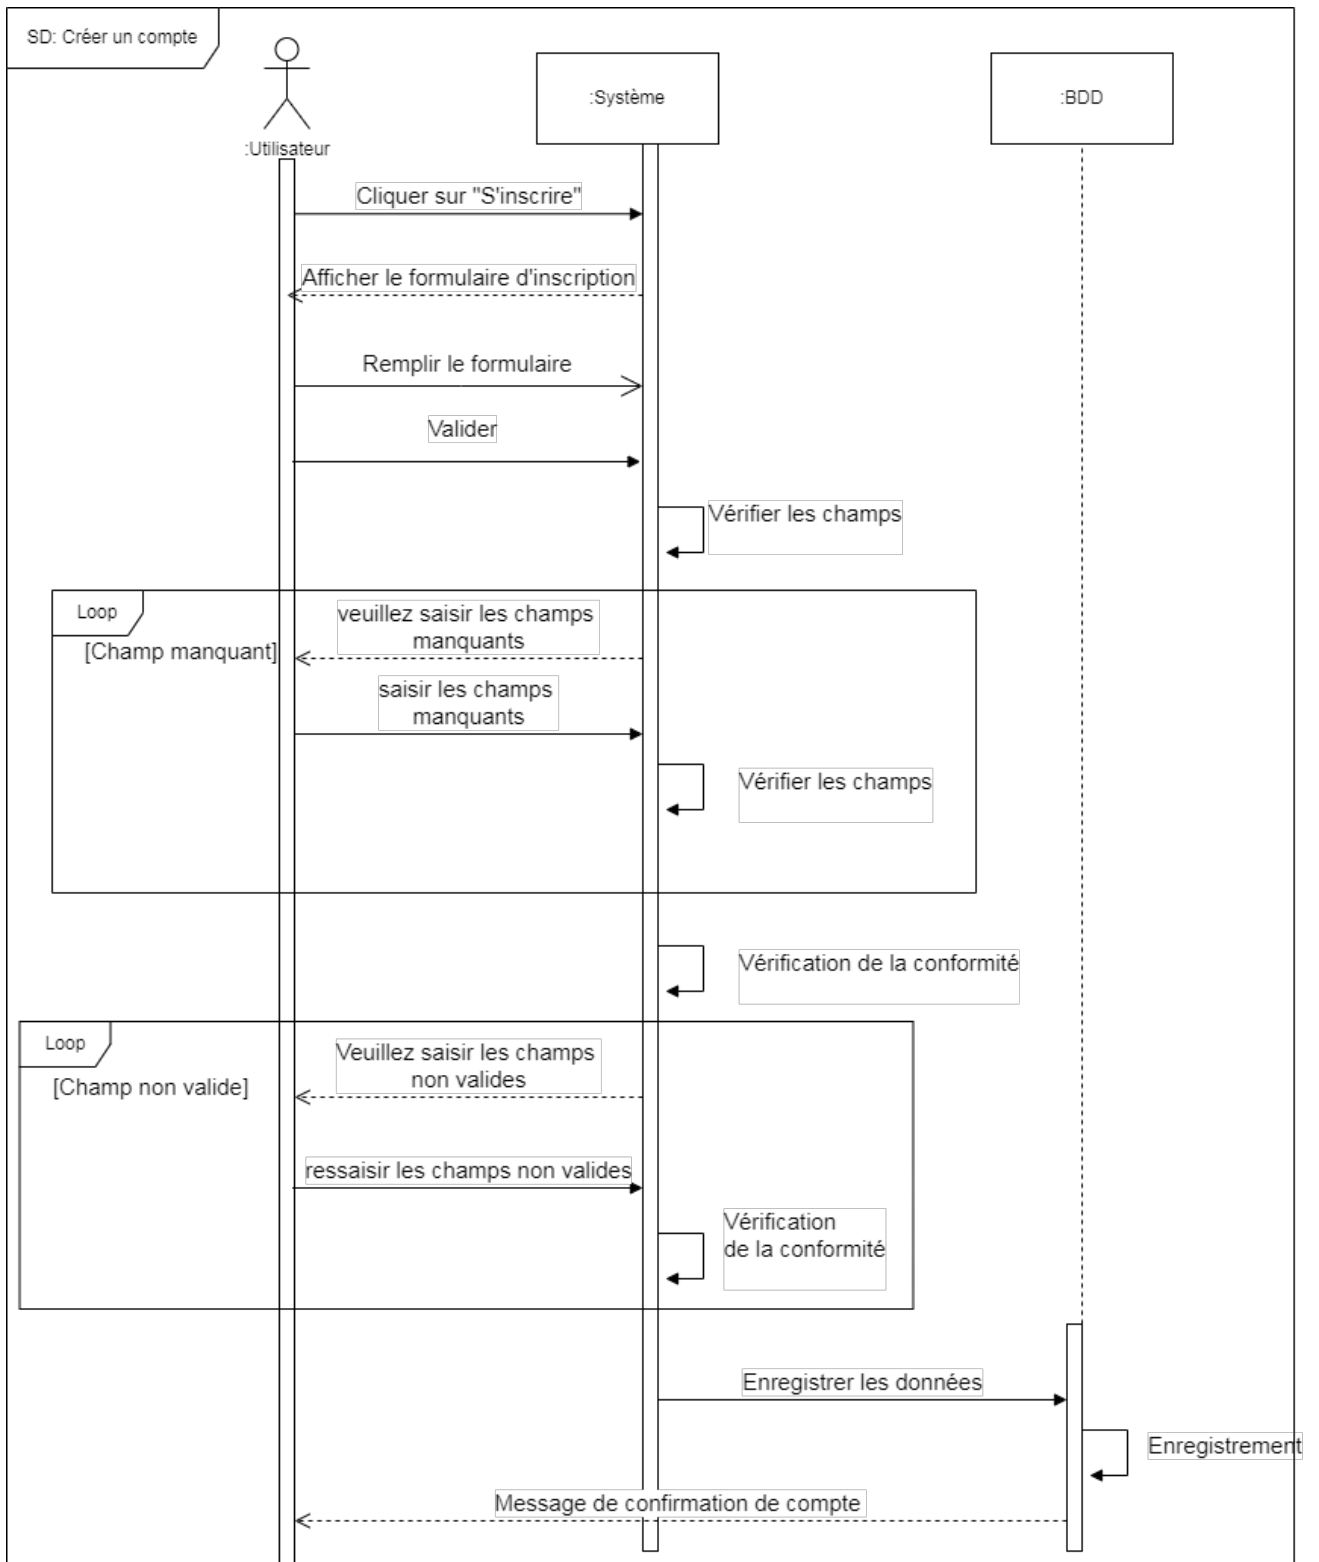 SD: Créer un compte
:Utilisateur
:Système
:BDD
Cliquer sur "S'inscrire"
Afficher le formulaire d'inscription
Remplir le formulaire
Valider
Vérifier les champs
Loop
[Champ manquant]
veuillez saisir les champs
manquants
saisir les champs
manquants
Vérifier les champs
Vérification de la conformité
Loop
[Champ non valide]
Veuillez saisir les champs
non valides
ressaisir les champs non valides
Vérification
de la conformité
Enregistrer les données
Enregistrement
Message de confirmation de compte